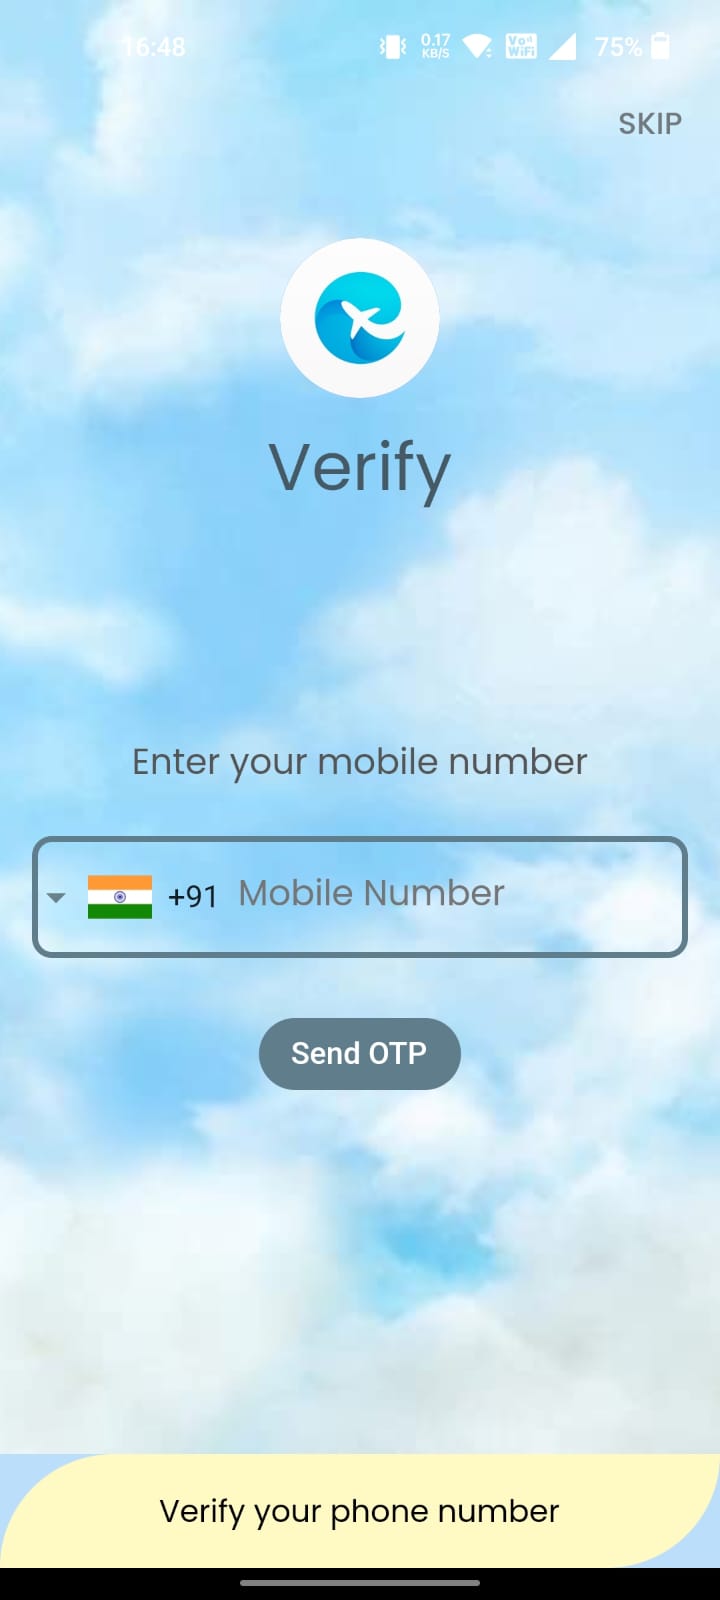 16:48 0.17 KB/S Vo4 WiFi 75%
SKIP
Verify
Enter your mobile number
+91 Mobile Number
Send OTP
Verify your phone number